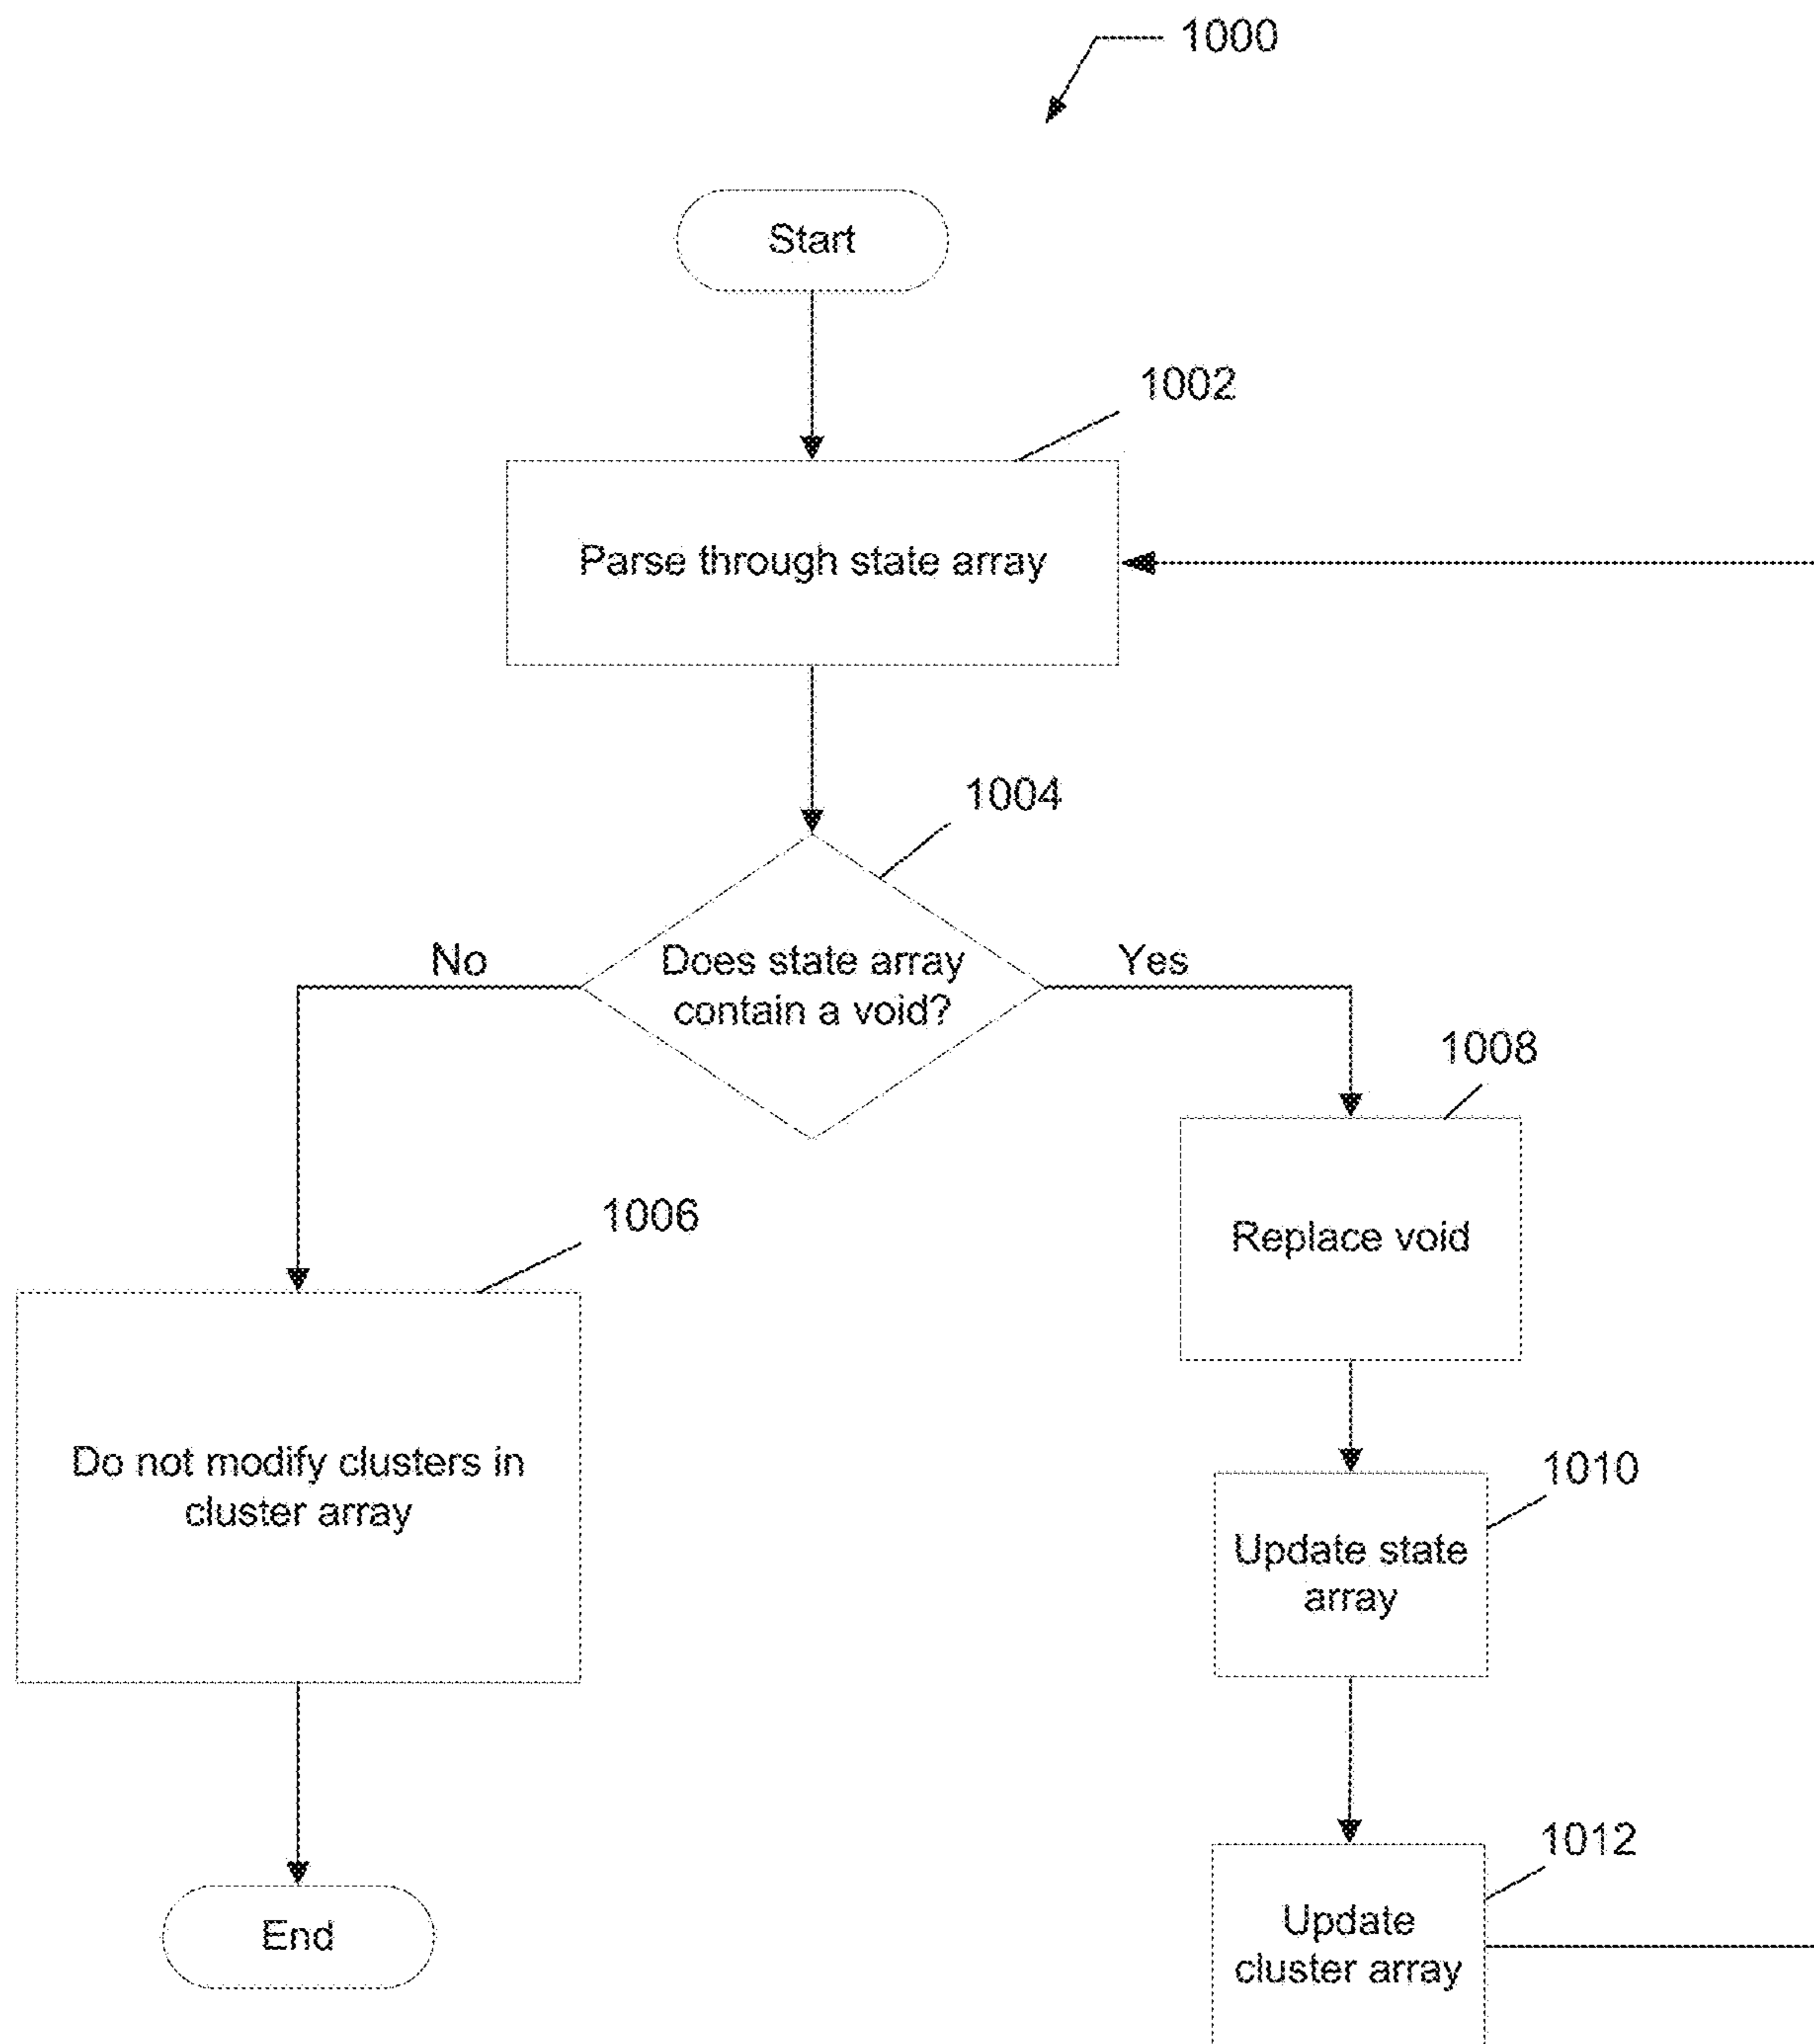 1000
Start
1002
Parse through state array
1004
No
Does state array
contain a void?
Yes
1008
Replace void
1006
Do not modify clusters in
cluster array
1010
Update state
array
1012
Update
cluster array
End